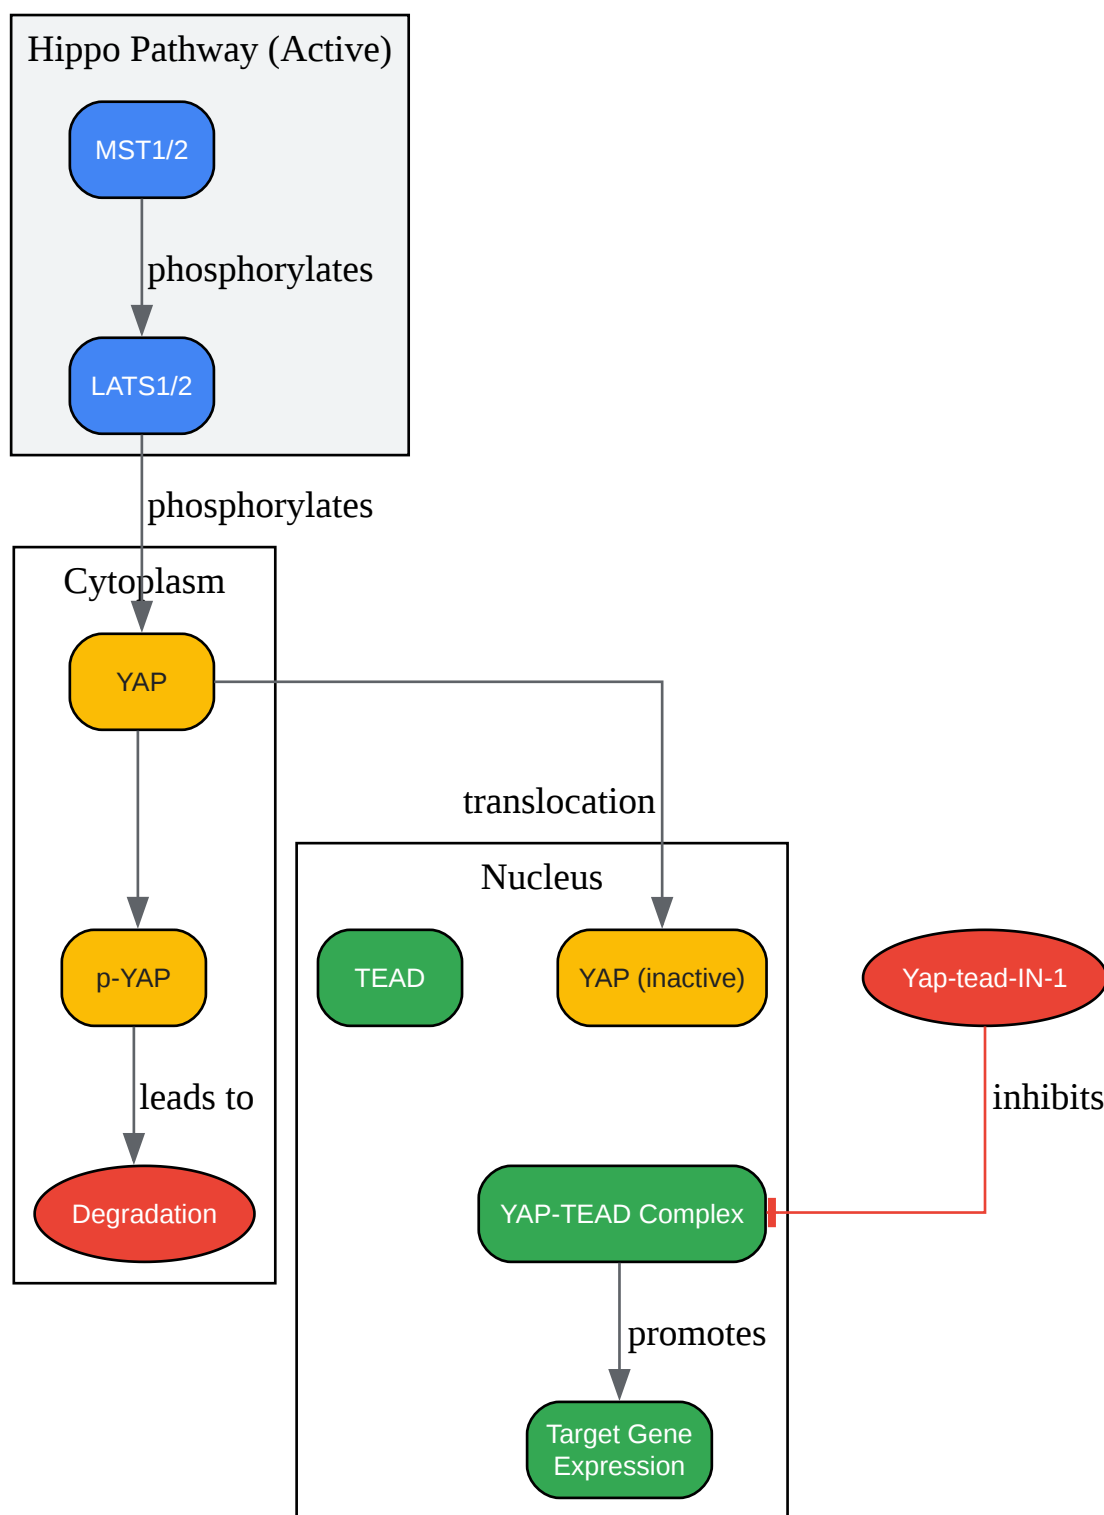 Hippo Pathway (Active)
MST1/2
phosphorylates
LATS1/2
phosphorylates
Cytoplasm
YAP
translocation
Nucleus
p-YAP
TEAD
YAP (inactive)
Yap-tead-IN-1
leads to
inhibits
Degradation
YAP-TEAD Complex
promotes
Target Gene
Expression